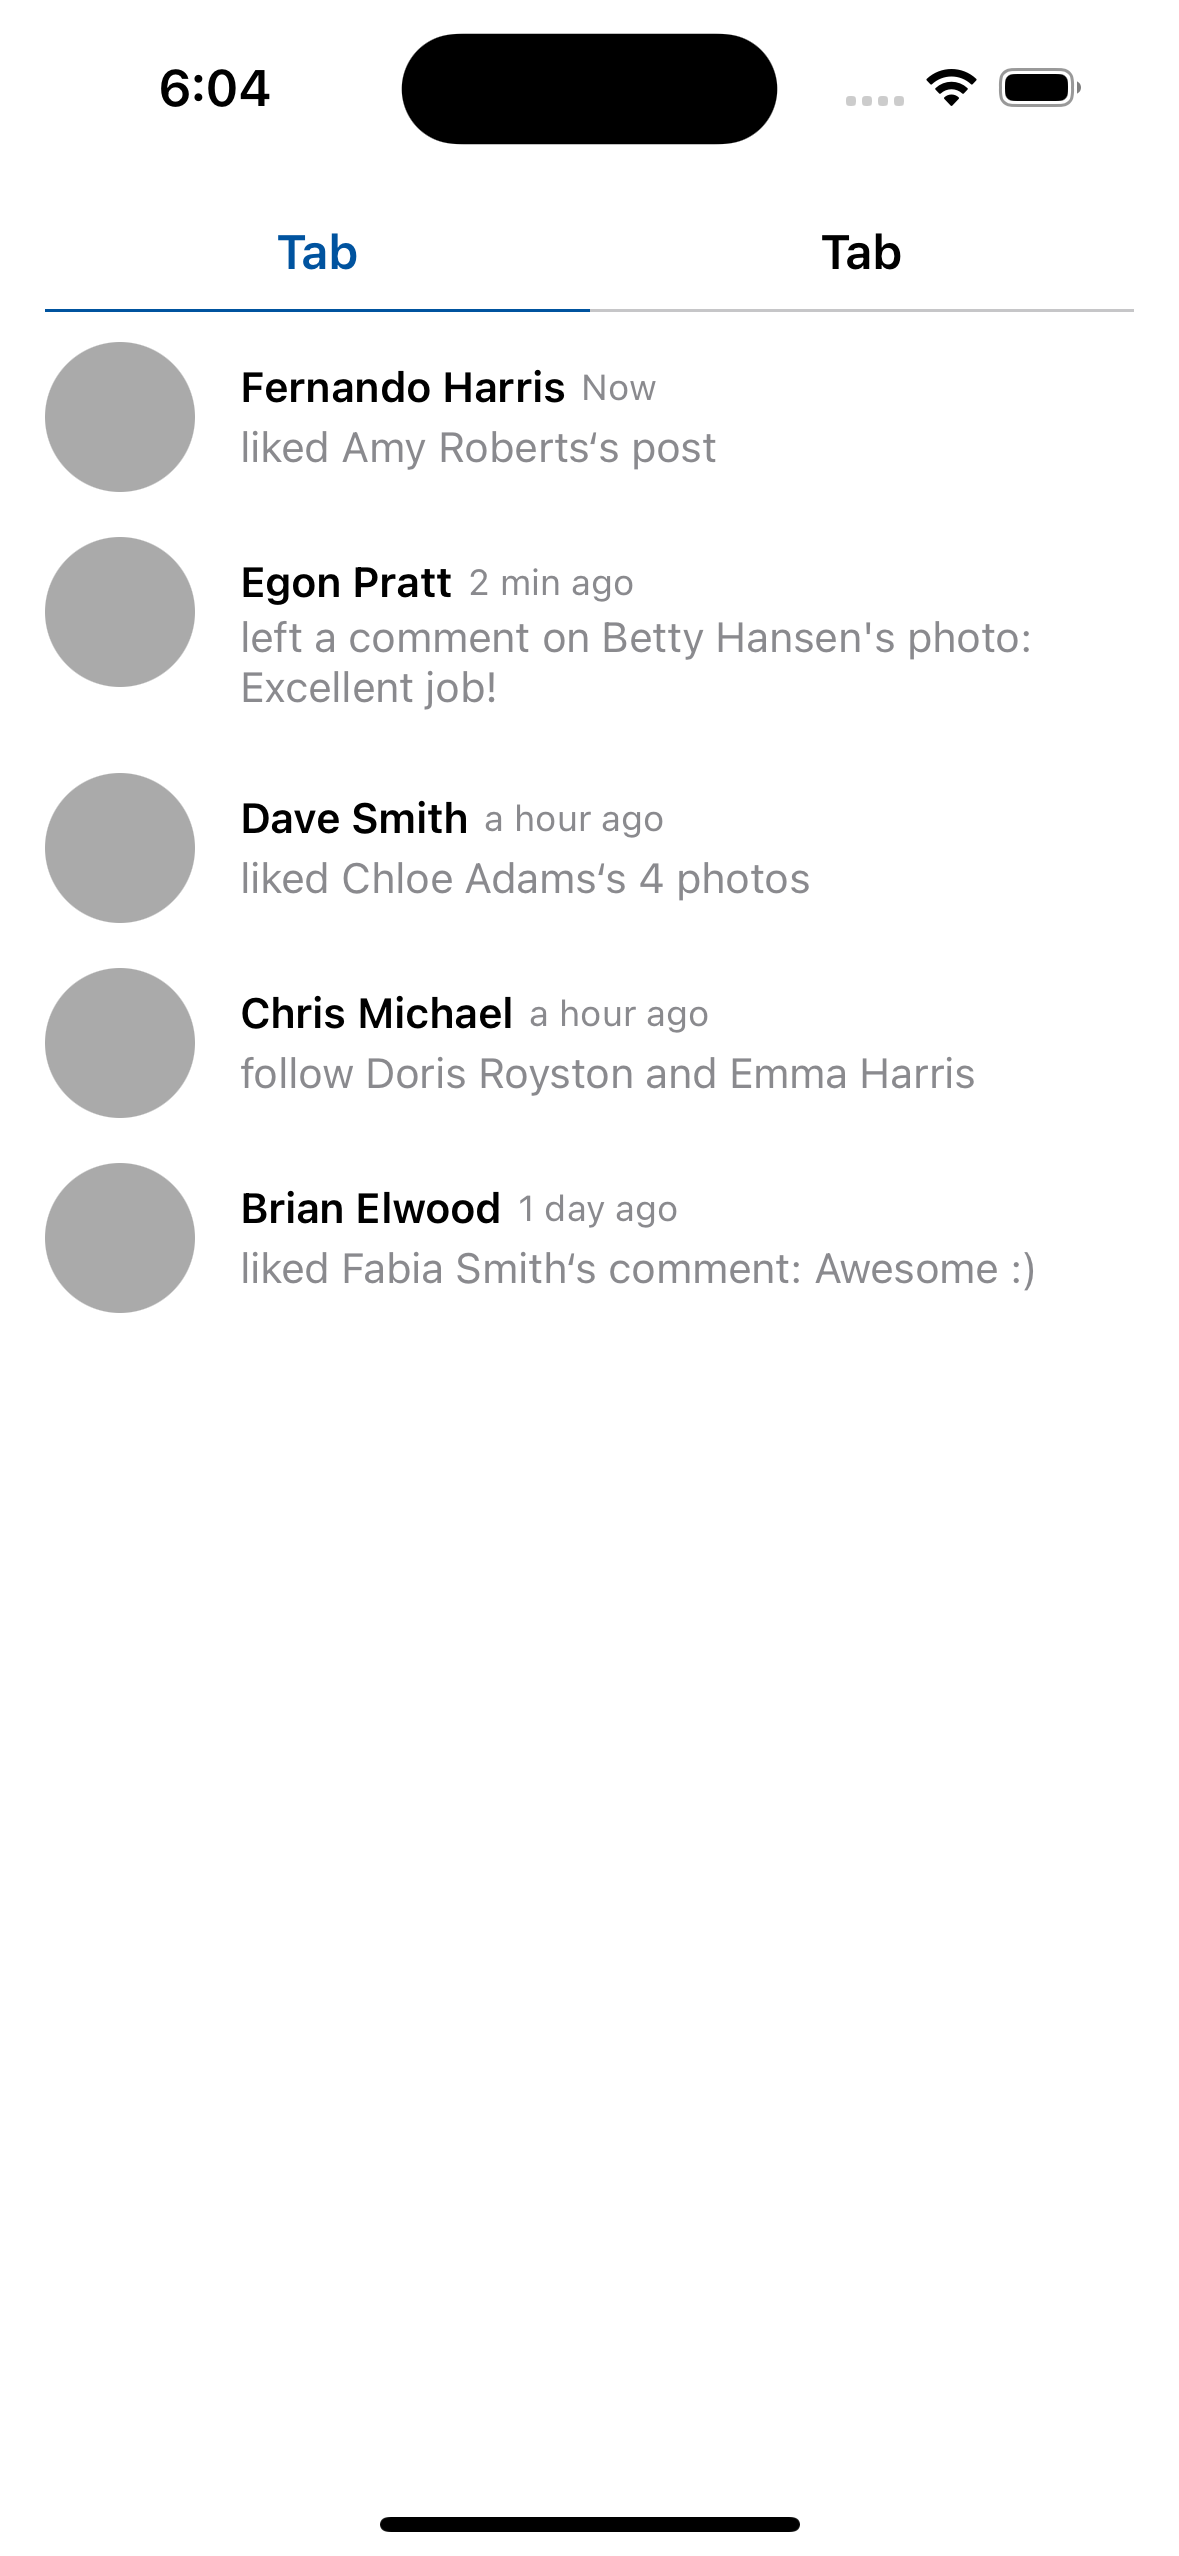 6:04
Tab Tab
Fernando Harris Now
liked Amy Roberts‘s post
Egon Pratt 2 min ago
left a comment on Betty Hansen's photo:
Excellent job!
Dave Smith a hour ago
liked Chloe Adams‘s 4 photos
Chris Michael a hour ago
follow Doris Royston and Emma Harris
Brian Elwood 1 day ago
liked Fabia Smith‘s comment: Awesome :)